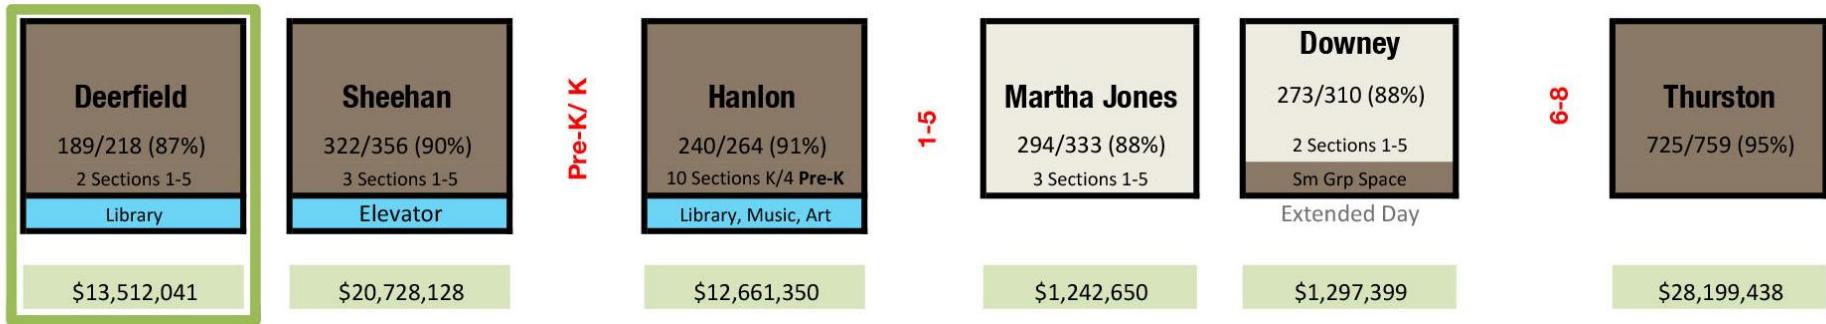 Deerfield
189/218 (87%)
2 Sections 1-5
Library
$13,512,041
Sheehan
322/356 (90%)
3 Sections 1-5
Elevator
$20,728,128
Pre-K/ K
Hanlon
240/264 (91%)
10 Sections K/4 Pre-K
Library, Music, Art
$12,661,350
1-5
Martha Jones
294/333 (88%)
3 Sections 1-5
$1,242,650
Downey
273/310 (88%)
2 Sections 1-5
Sm Grp Space
Extended Day
$1,297,399
6-8
Thurston
725/759 (95%)
$28,199,438